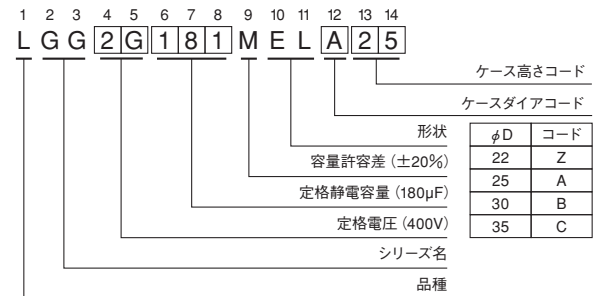 1 2 3 4 5 6 7 8 9 10 11 12 13 14
L G G 2 G 1 8 1 M E L A 2 5
ケース高さコード
ケースダイアコード
形状
容量許容差（±20%）
定格静電容量（180µF）
定格電圧（400V）
シリーズ名
品種
φD コード
22 Z
25 A
30 B
35 C